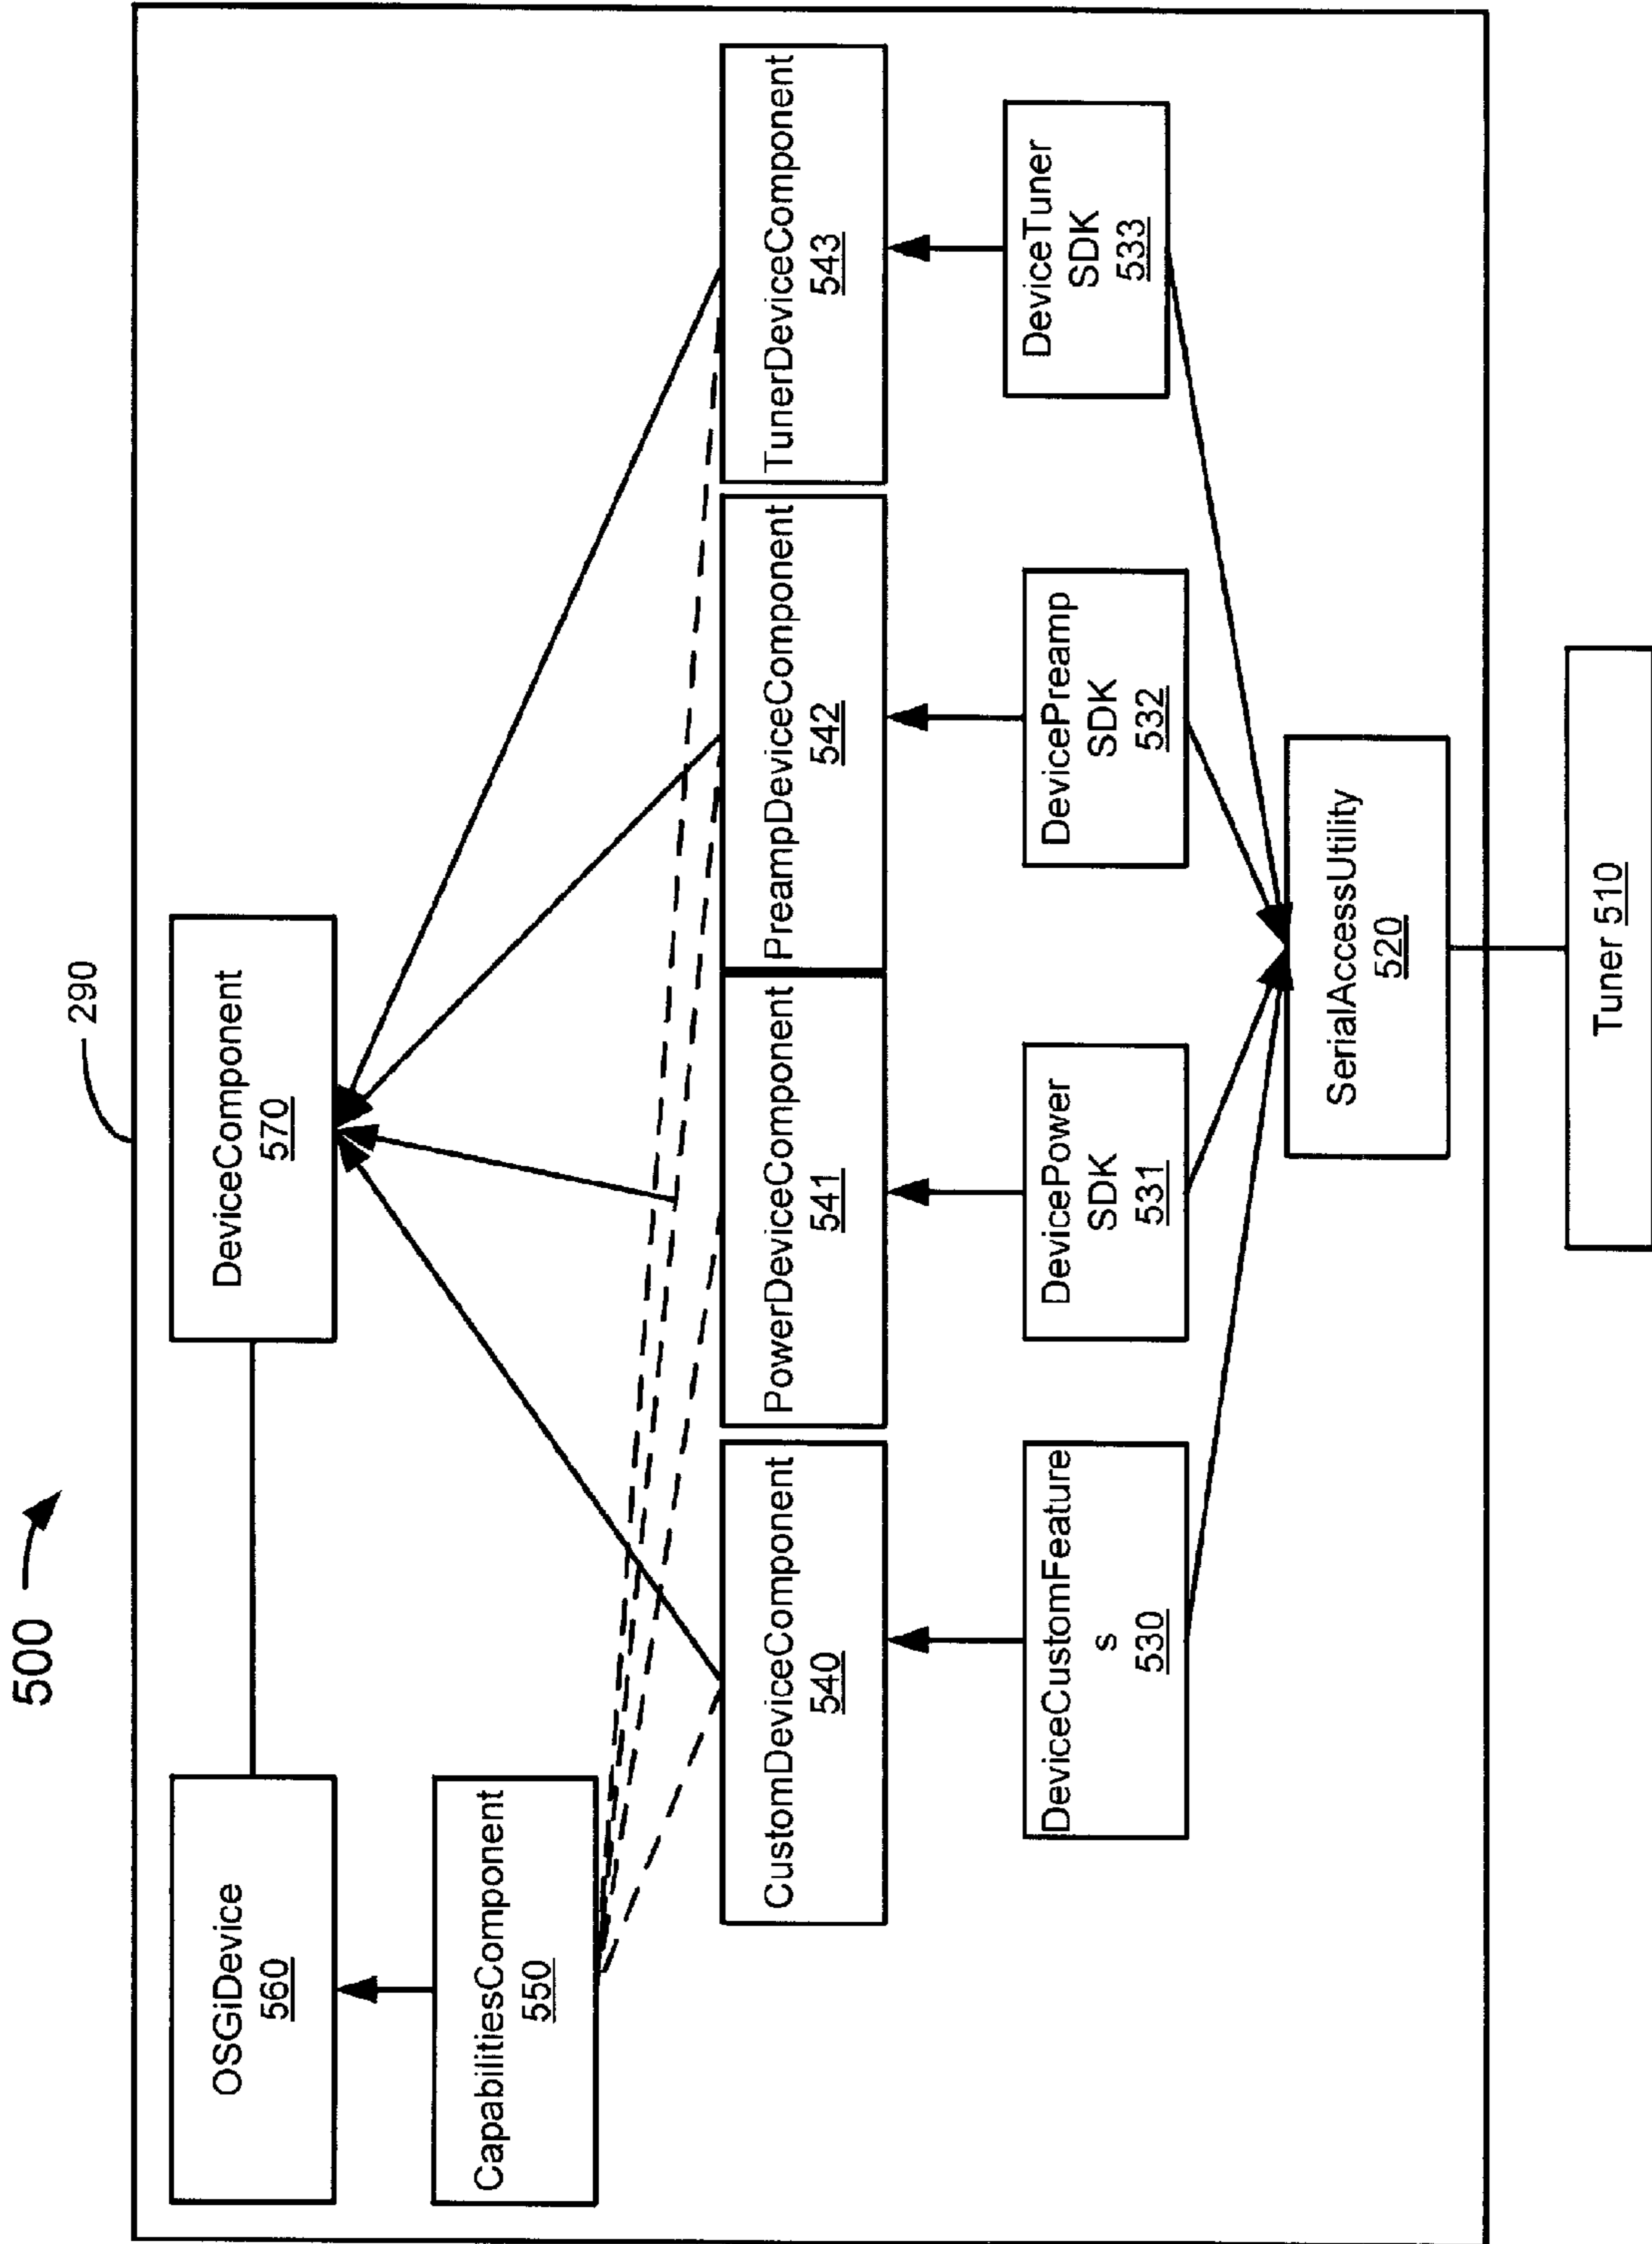 500
290
OSGiDevice
560
DeviceComponent
570
CapabilitiesComponent
550
CustomDeviceComponent
540
PowerDeviceComponent
541
PreampDeviceComponent
542
TunerDeviceComponent
543
DeviceCustomFeature
s
530
DevicePower
SDK
531
DevicePreamp
SDK
532
DeviceTuner
SDK
533
SerialAccessUtility
520
Tuner 510